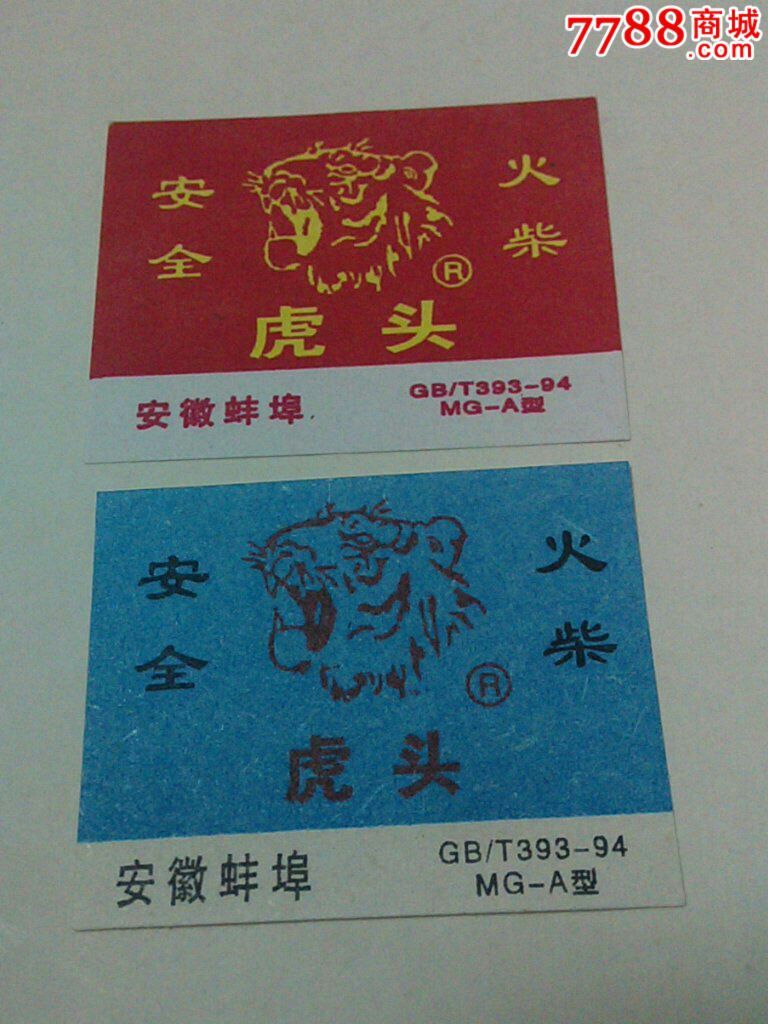 7788商城
.com
安全
火柴
®
虎头
安徽蚌埠
GB/T393-94
MG-A型
安全
火柴
®
虎头
安徽蚌埠
GB/T393-94
MG-A型